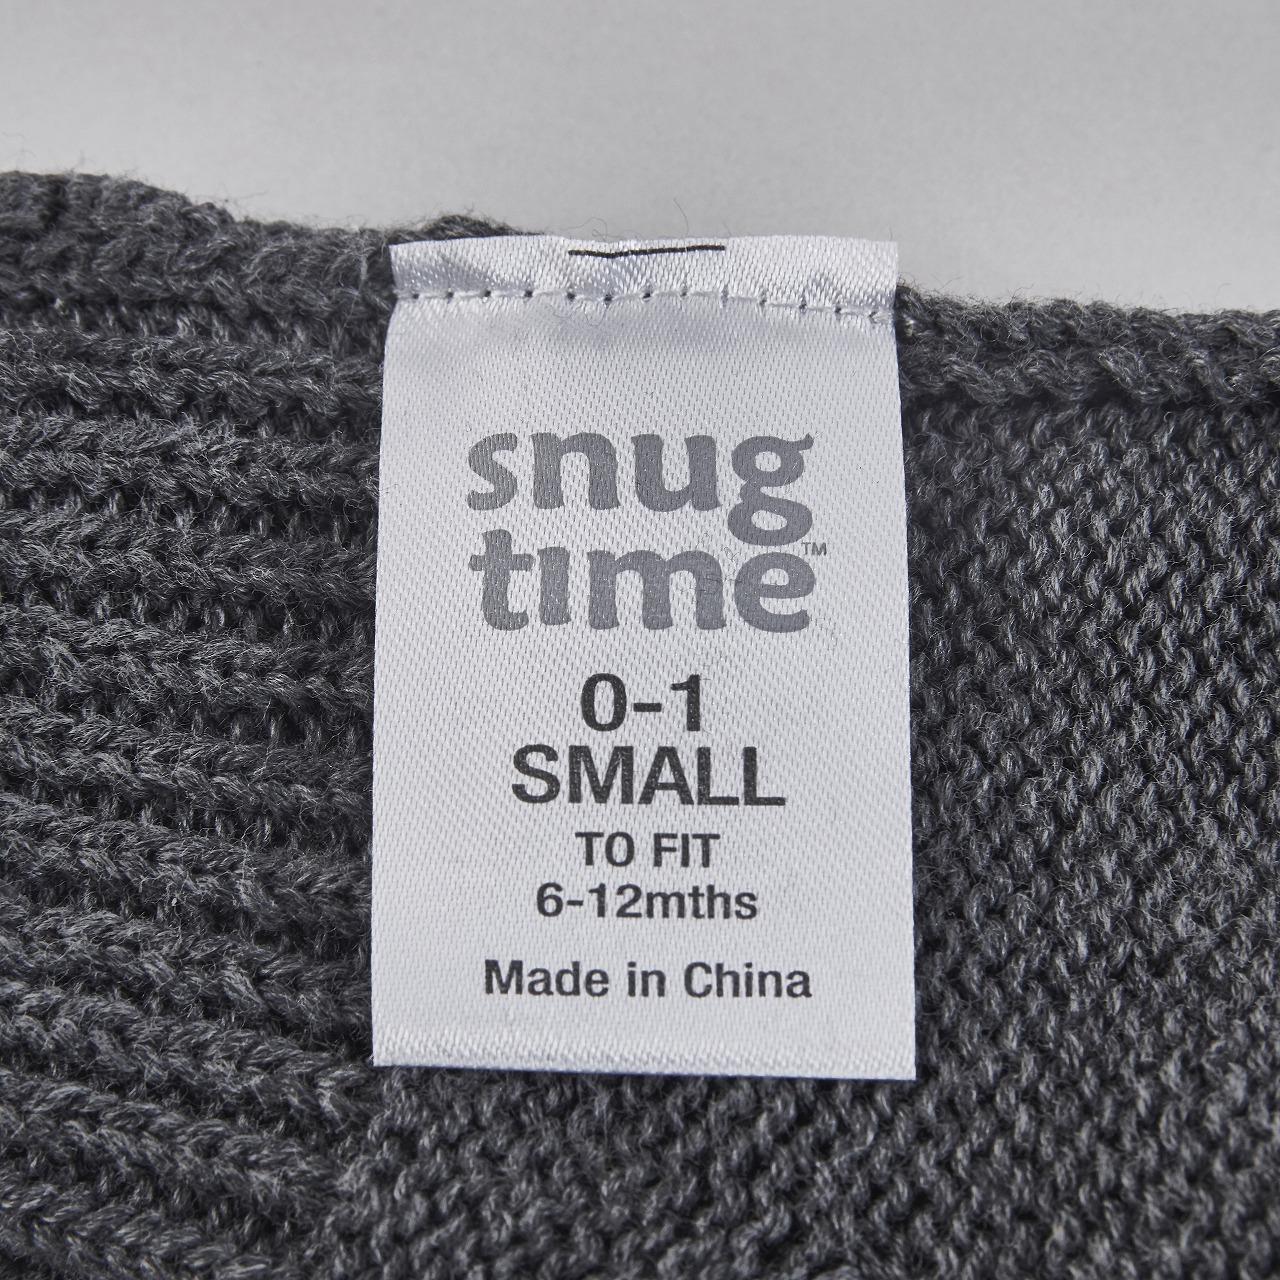 snug
time™
0-1
SMALL
TO FIT
6-12mths
Made in China